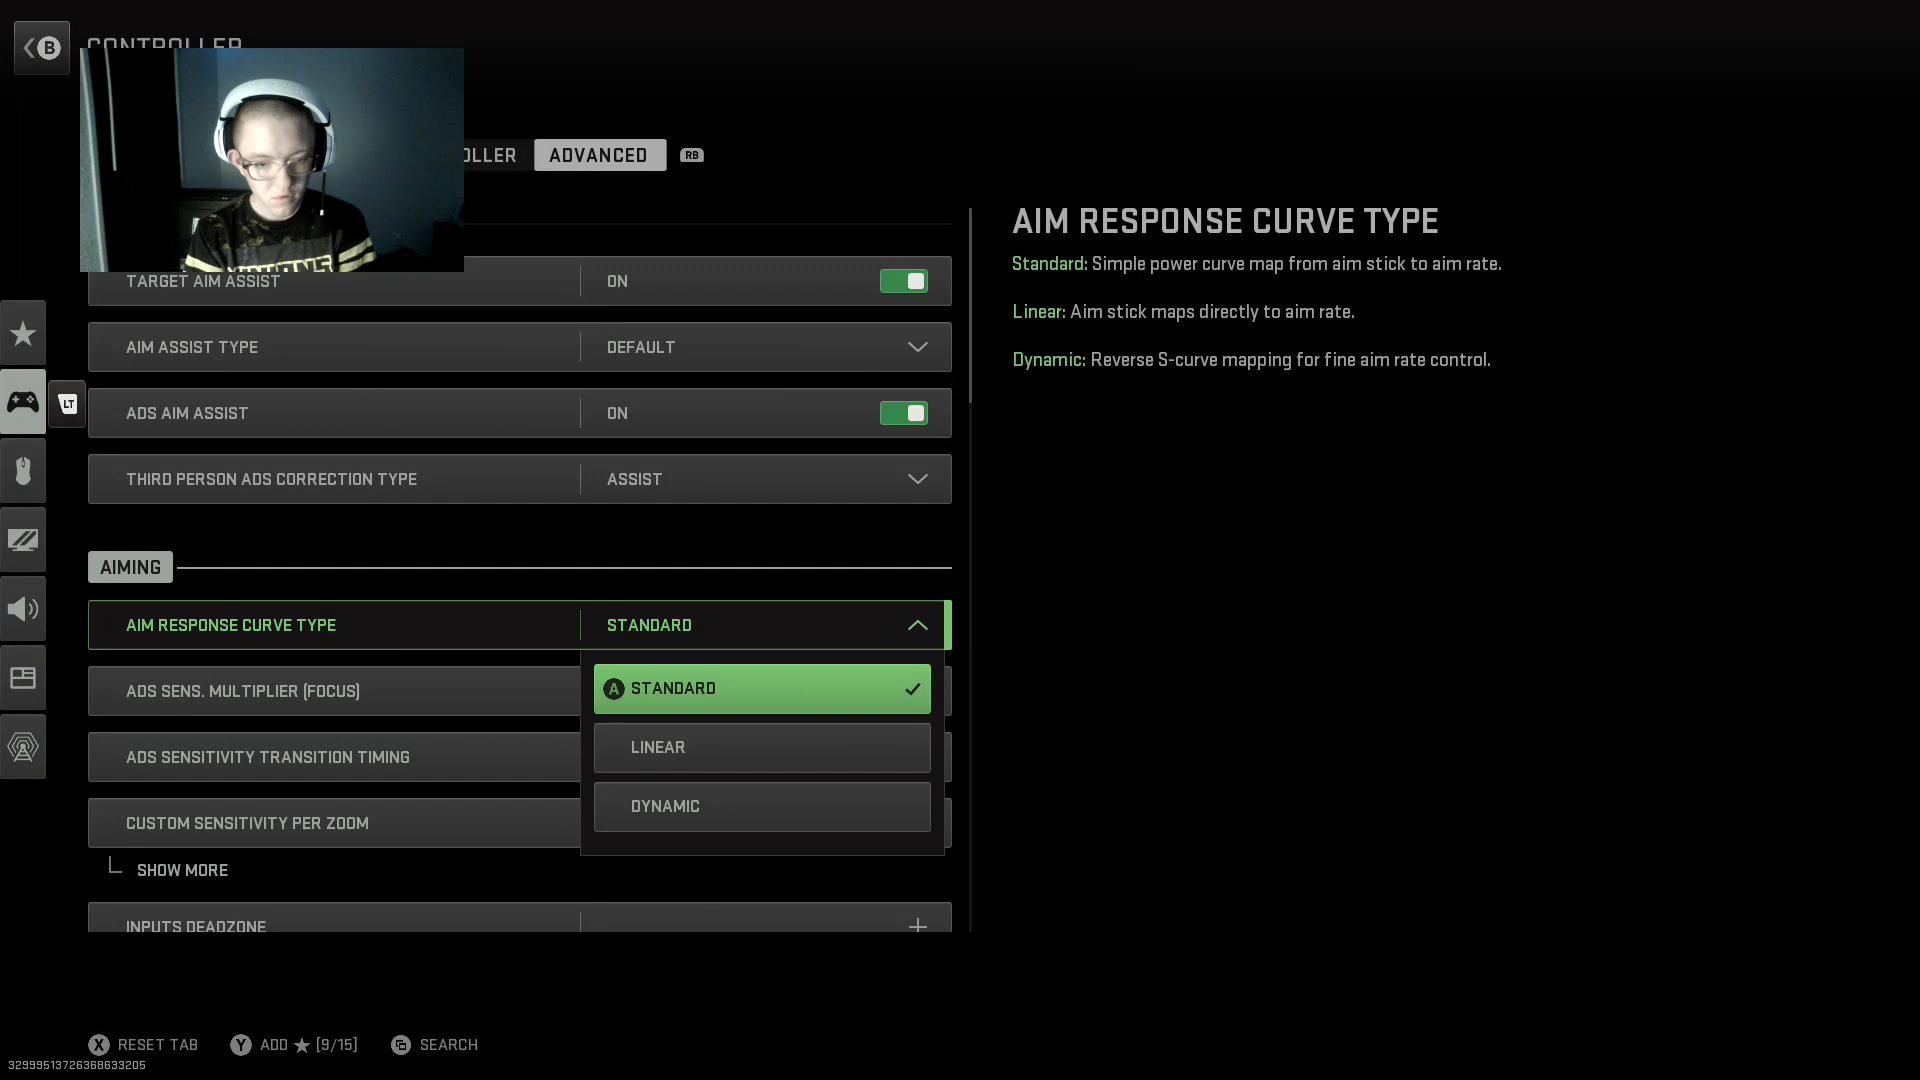 B CONTROLLER
OLLER ADVANCED RB
TARGET AIM ASSIST ON
AIM ASSIST TYPE DEFAULT
LT
ADS AIM ASSIST ON
THIRD PERSON ADS CORRECTION TYPE ASSIST
AIMING
AIM RESPONSE CURVE TYPE STANDARD
A STANDARD
ADS SENS. MULTIPLIER (FOCUS)
LINEAR
ADS SENSITIVITY TRANSITION TIMING
DYNAMIC
CUSTOM SENSITIVITY PER ZOOM
SHOW MORE
INPUTS DEADZONE
AIM RESPONSE CURVE TYPE
Standard: Simple power curve map from aim stick to aim rate.
Linear: Aim stick maps directly to aim rate.
Dynamic: Reverse S-curve mapping for fine aim rate control.
X RESET TAB Y ADD ★ [9/15] SEARCH
32999513726368633205